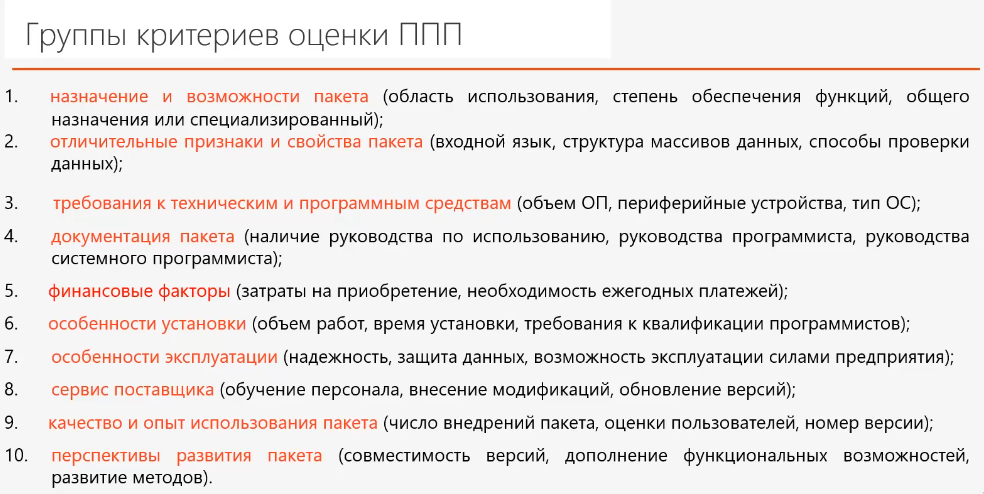 Группы критериев оценки ППП
1. назначение и возможности пакета (область использования, степень обеспечения функций, общего
назначения или специализированный);
2. отличительные признаки и свойства пакета (входной язык, структура массивов данных, способы проверки
данных);
3. требования к техническим и программным средствам (объем ОП, периферийные устройства, тип ОС);
4. документация пакета (наличие руководства по использованию, руководства программиста, руководства
системного программиста);
5. финансовые факторы (затраты на приобретение, необходимость ежегодных платежей);
6. особенности установки (объем работ, время установки, требования к квалификации программистов);
7. особенности эксплуатации (надежность, защита данных, возможность эксплуатации силами предприятия);
8. сервис поставщика (обучение персонала, внесение модификаций, обновление версий);
9. качество и опыт использования пакета (число внедрений пакета, оценки пользователей, номер версии);
10. перспективы развития пакета (совместимость версий, дополнение функциональных возможностей,
развитие методов).